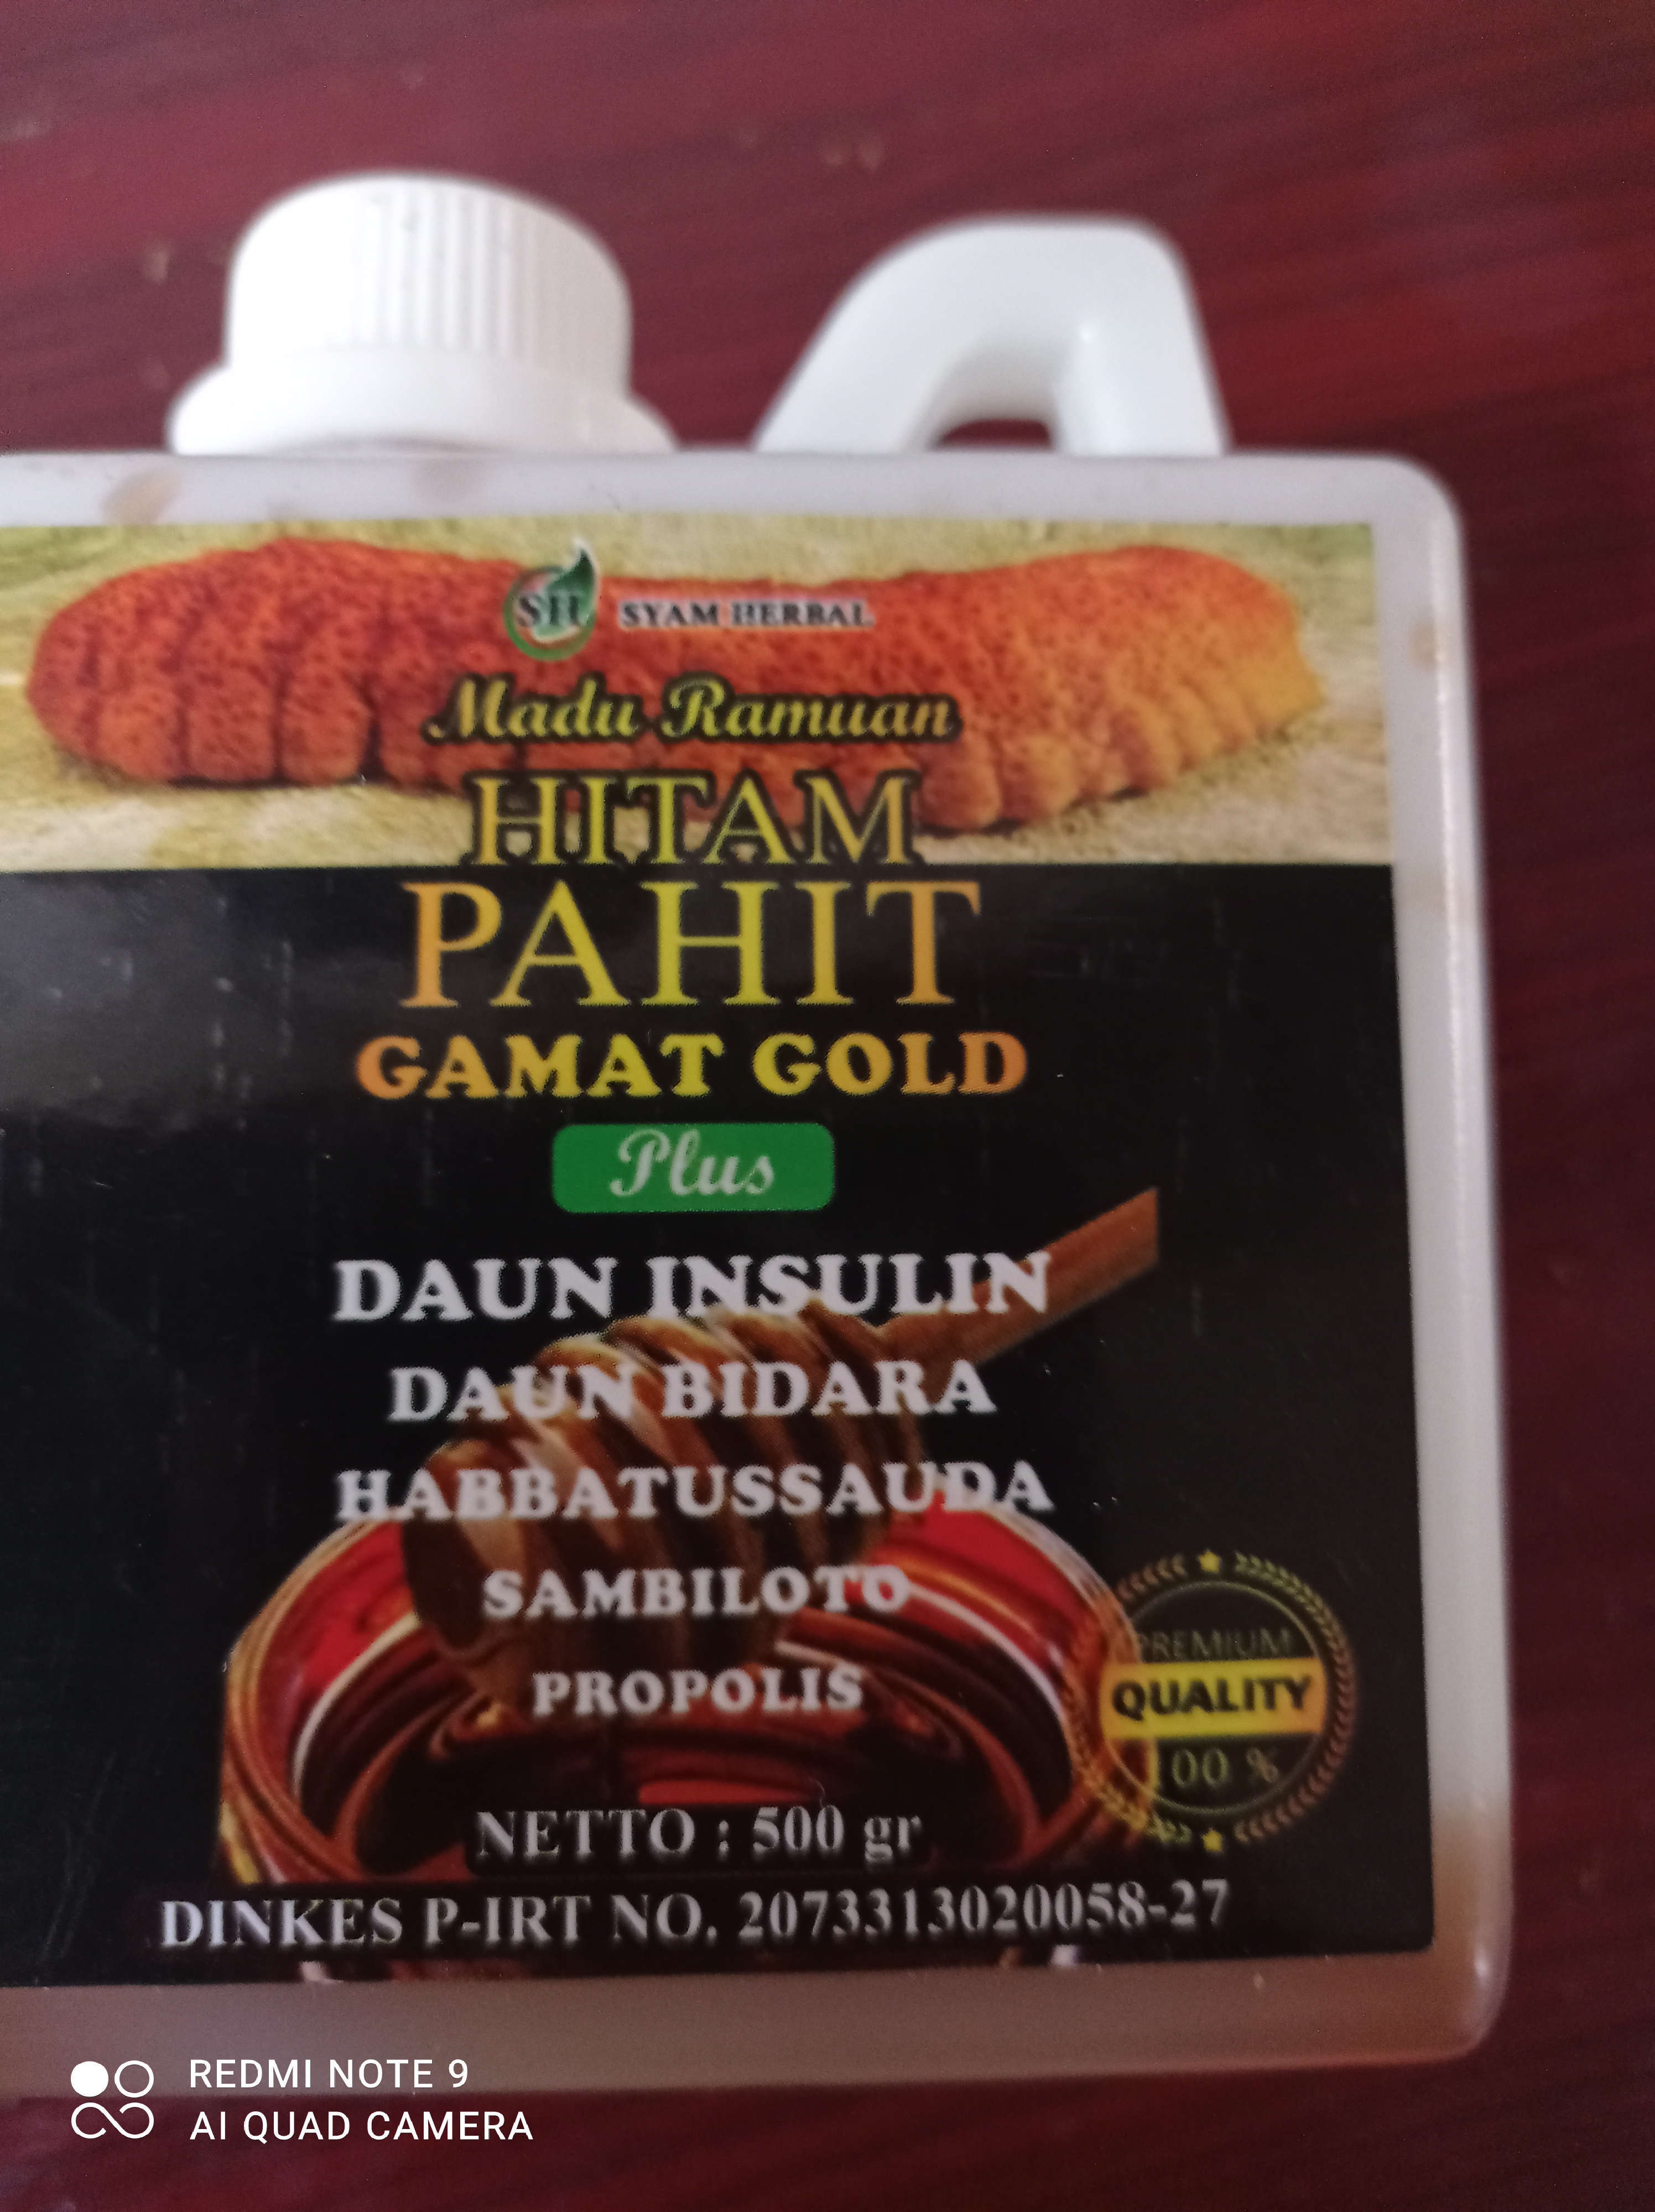 SH SYAM HERBAL
Madu Ramuan
HITAM
PAHIT
GAMAT GOLD
Plus
DAUN INSULIN
DAUN BIDARA
HABBATUSSAUDA
SAMBILOTO
PROPOLIS
PREMIUM
QUALITY
100 %
NETTO : 500 gr
DINKES P-IRT NO. 2073313020058-27
REDMI NOTE 9
AI QUAD CAMERA